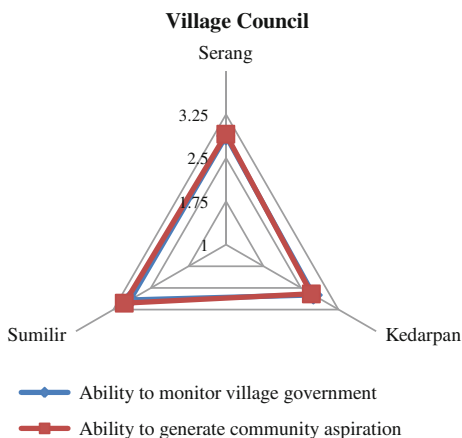 Village Council
Serang
3.25
2.5
1.75
1
Sumilir
Kedarpan
Ability to monitor village government
Ability to generate community aspiration